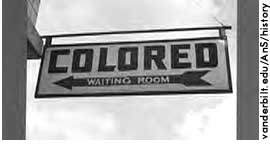 COLORED
WAITING ROOM
vanderbilt.edu/AnS/history